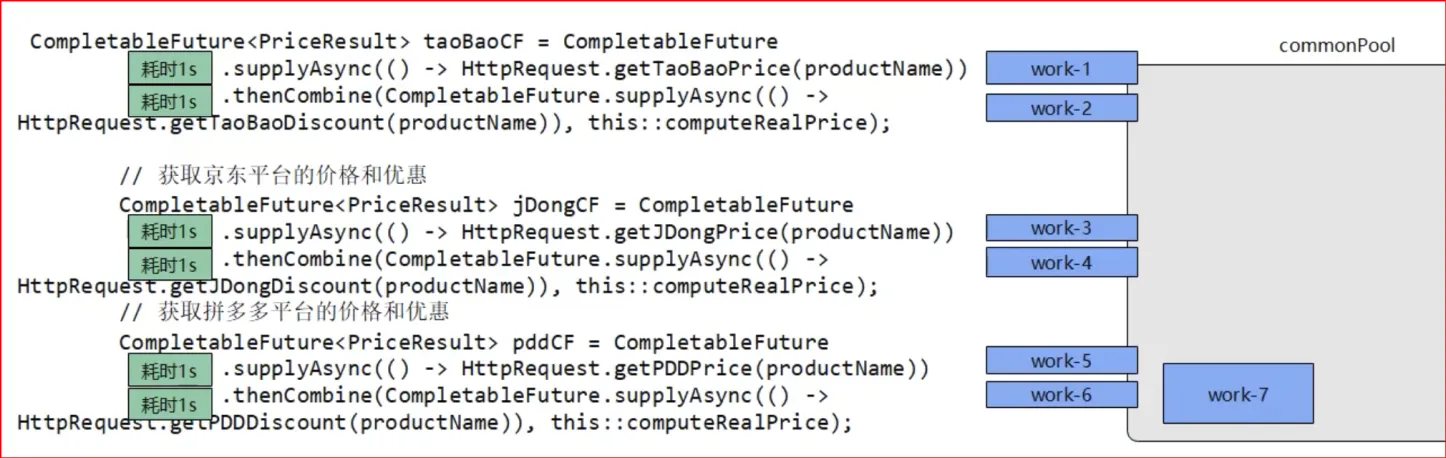 CompletableFuture<PriceResult> taoBaoCF = CompletableFuture
commonPool
耗时1s .supplyAsync(() -> HttpRequest.getTaoBaoPrice(productName)) work-1
耗时1s .thenCombine(CompletableFuture.supplyAsync(() -> work-2
HttpRequest.getTaoBaoDiscount(productName)), this::computeRealPrice);
// 获取京东平台的价格和优惠
CompletableFuture<PriceResult> jDongCF = CompletableFuture
耗时1s .supplyAsync(() -> HttpRequest.getJDongPrice(productName)) work-3
耗时1s .thenCombine(CompletableFuture.supplyAsync(() -> work-4
HttpRequest.getJDongDiscount(productName)), this::computeRealPrice);
// 获取拼多多平台的价格和优惠
CompletableFuture<PriceResult> pddCF = CompletableFuture
耗时1s .supplyAsync(() -> HttpRequest.getPDDPrice(productName)) work-5
耗时1s .thenCombine(CompletableFuture.supplyAsync(() -> work-6
work-7
HttpRequest.getPDDDiscount(productName)), this::computeRealPrice);